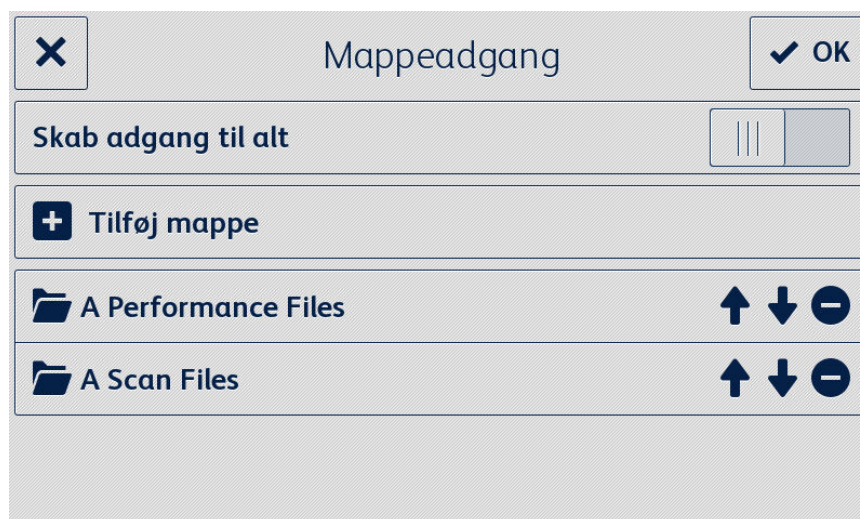 Mappeadgang
OK
Skab adgang til alt
Tilføj mappe
A Performance Files
A Scan Files